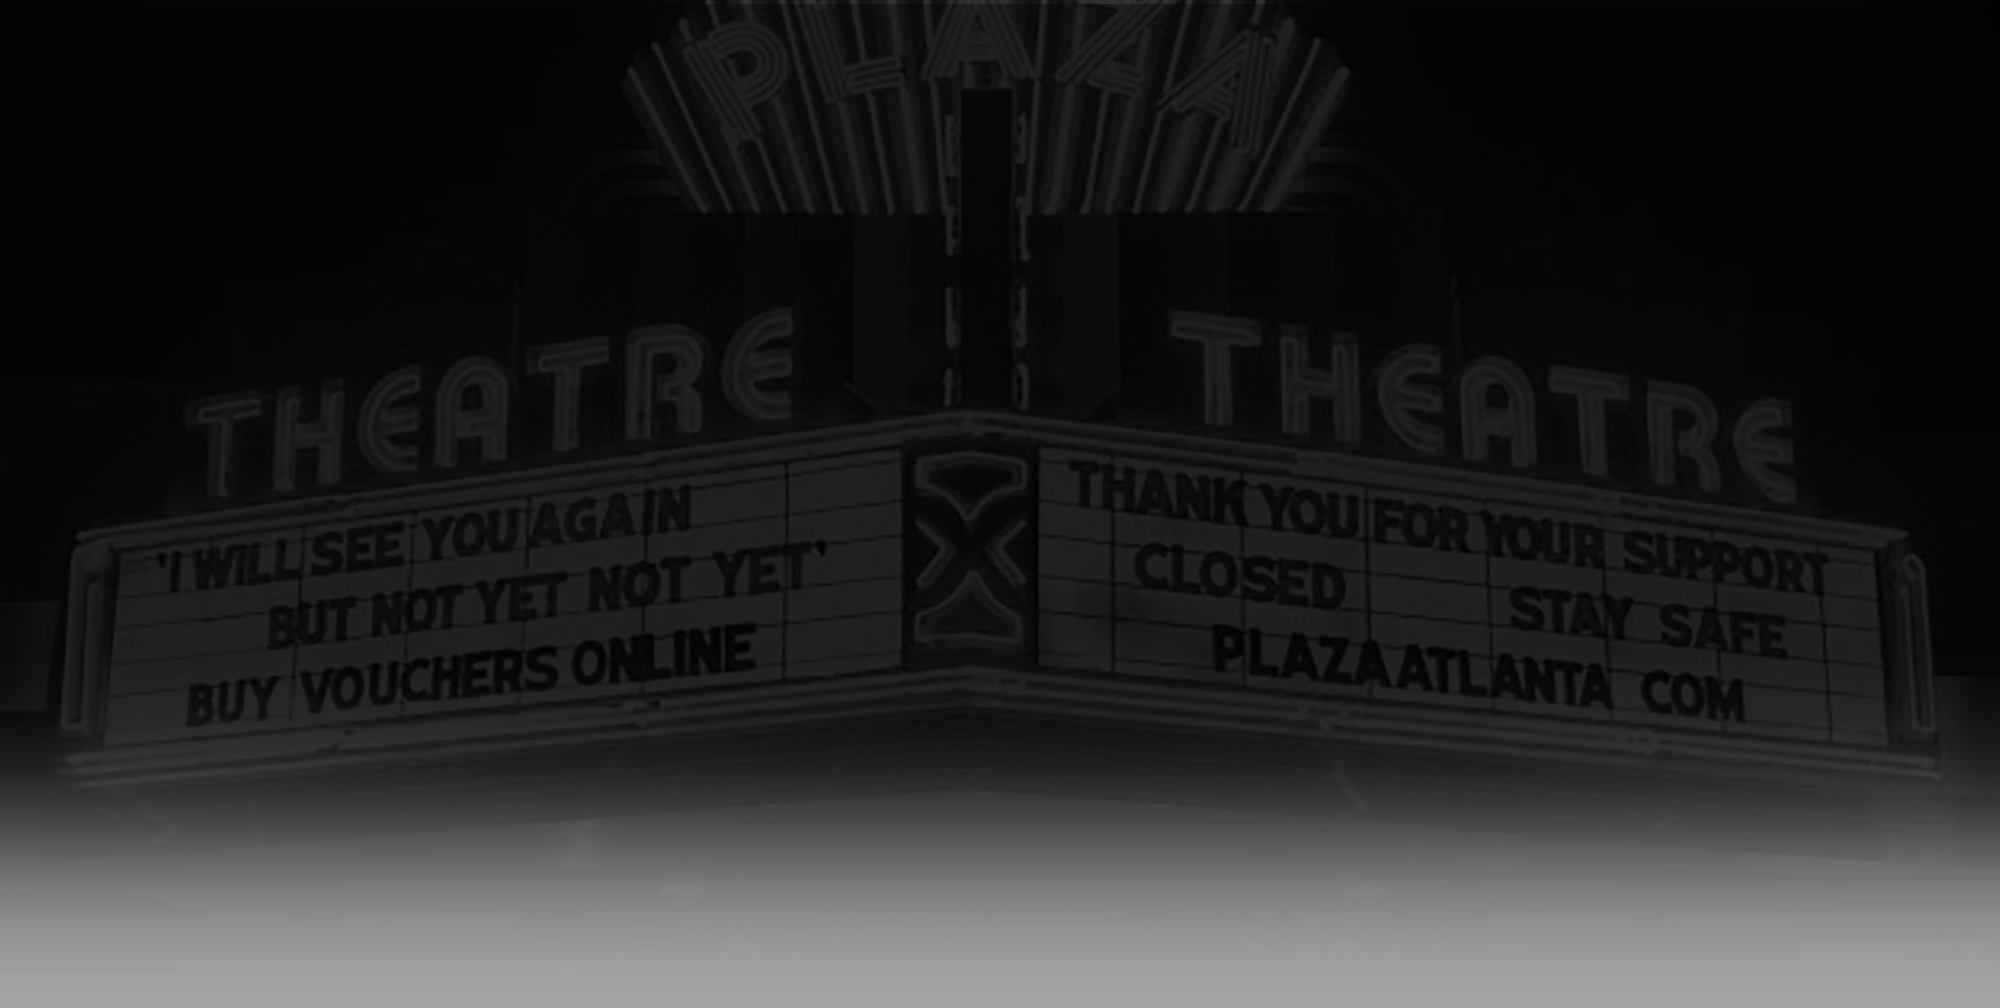 PLAZA
THEATRE
THEATRE
'I WILL SEE YOU AGAIN
BUT NOT YET NOT YET'
BUY VOUCHERS ONLINE
THANK YOU FOR YOUR SUPPORT
CLOSED STAY SAFE
PLAZAATLANTA COM